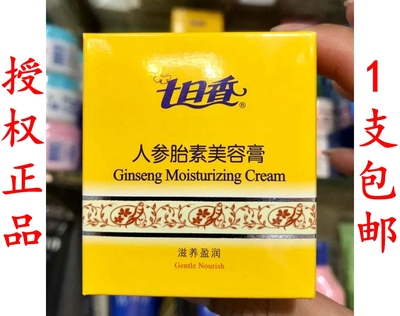 授权正品
七日香®
人参胎素美容膏
Ginseng Moisturizing Cream
滋养盈润
Gentle Nourish
1支包邮